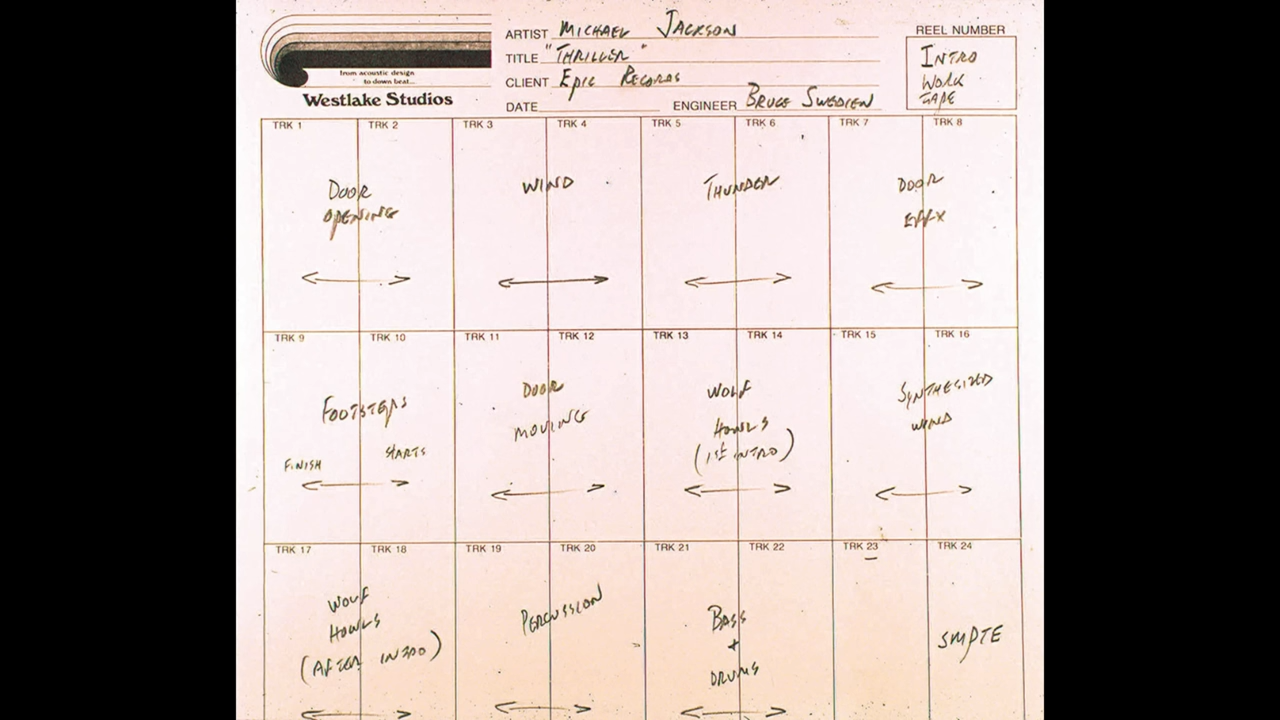 from acoustic design
to down beat...
Westlake Studios
ARTIST MICHAEL JACKSON
TITLE "THRILLER"
CLIENT EPIC RECORDS
DATE ENGINEER BRUCE SWEDIEN
REEL NUMBER
INTRO
WORK
TAPE
TRK 1 TRK 2 TRK 3 TRK 4 TRK 5 TRK 6 TRK 7 TRK 8
DOOR
OPENING
WIND
THUNDER
DOOR
EFFX
TRK 9 TRK 10 TRK 11 TRK 12 TRK 13 TRK 14 TRK 15 TRK 16
FOOTSTEPS
FINISH STARTS
DOOR
MOVING
WOLF
HOWLS
(1st INTRO)
SYNTHESIZED
WIND
TRK 17 TRK 18 TRK 19 TRK 20 TRK 21 TRK 22 TRK 23 TRK 24
WOLF
HOWLS
(AFTER INTRO)
PERCUSSION
BASS
+
DRUMS
SMPTE